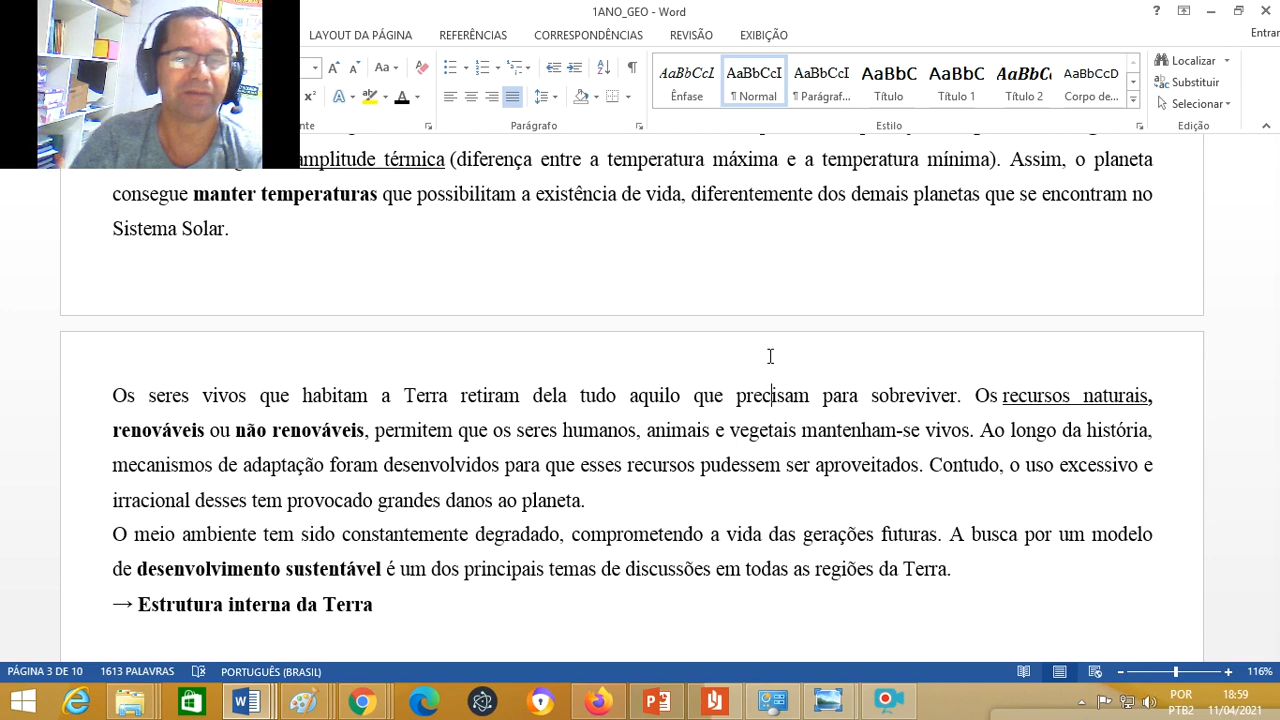 1ANO_GEO - Word
?
LAYOUT DA PÁGINA REFERÊNCIAS CORRESPONDÊNCIAS REVISÃO EXIBIÇÃO Entrar
Aa
AaBbCcI AaBbCcI AaBbCcI AaBbC AaBbC AaBbCc AaBbCcD
Ênfase ¶ Normal ¶ Parágraf... Título Título 1 Título 2 Corpo de...
Localizar
Substituir
Selecionar
Parágrafo Estilo Edição
amplitude térmica (diferença entre a temperatura máxima e a temperatura mínima). Assim, o planeta
consegue manter temperaturas que possibilitam a existência de vida, diferentemente dos demais planetas que se encontram no
Sistema Solar.
Os seres vivos que habitam a Terra retiram dela tudo aquilo que precisam para sobreviver. Os recursos naturais,
renováveis ou não renováveis, permitem que os seres humanos, animais e vegetais mantenham-se vivos. Ao longo da história,
mecanismos de adaptação foram desenvolvidos para que esses recursos pudessem ser aproveitados. Contudo, o uso excessivo e
irracional desses tem provocado grandes danos ao planeta.
O meio ambiente tem sido constantemente degradado, comprometendo a vida das gerações futuras. A busca por um modelo
de desenvolvimento sustentável é um dos principais temas de discussões em todas as regiões da Terra.
→ Estrutura interna da Terra
PÁGINA 3 DE 10 1613 PALAVRAS PORTUGUÊS (BRASIL) 116%
POR 18:59
PTB2 11/04/2021